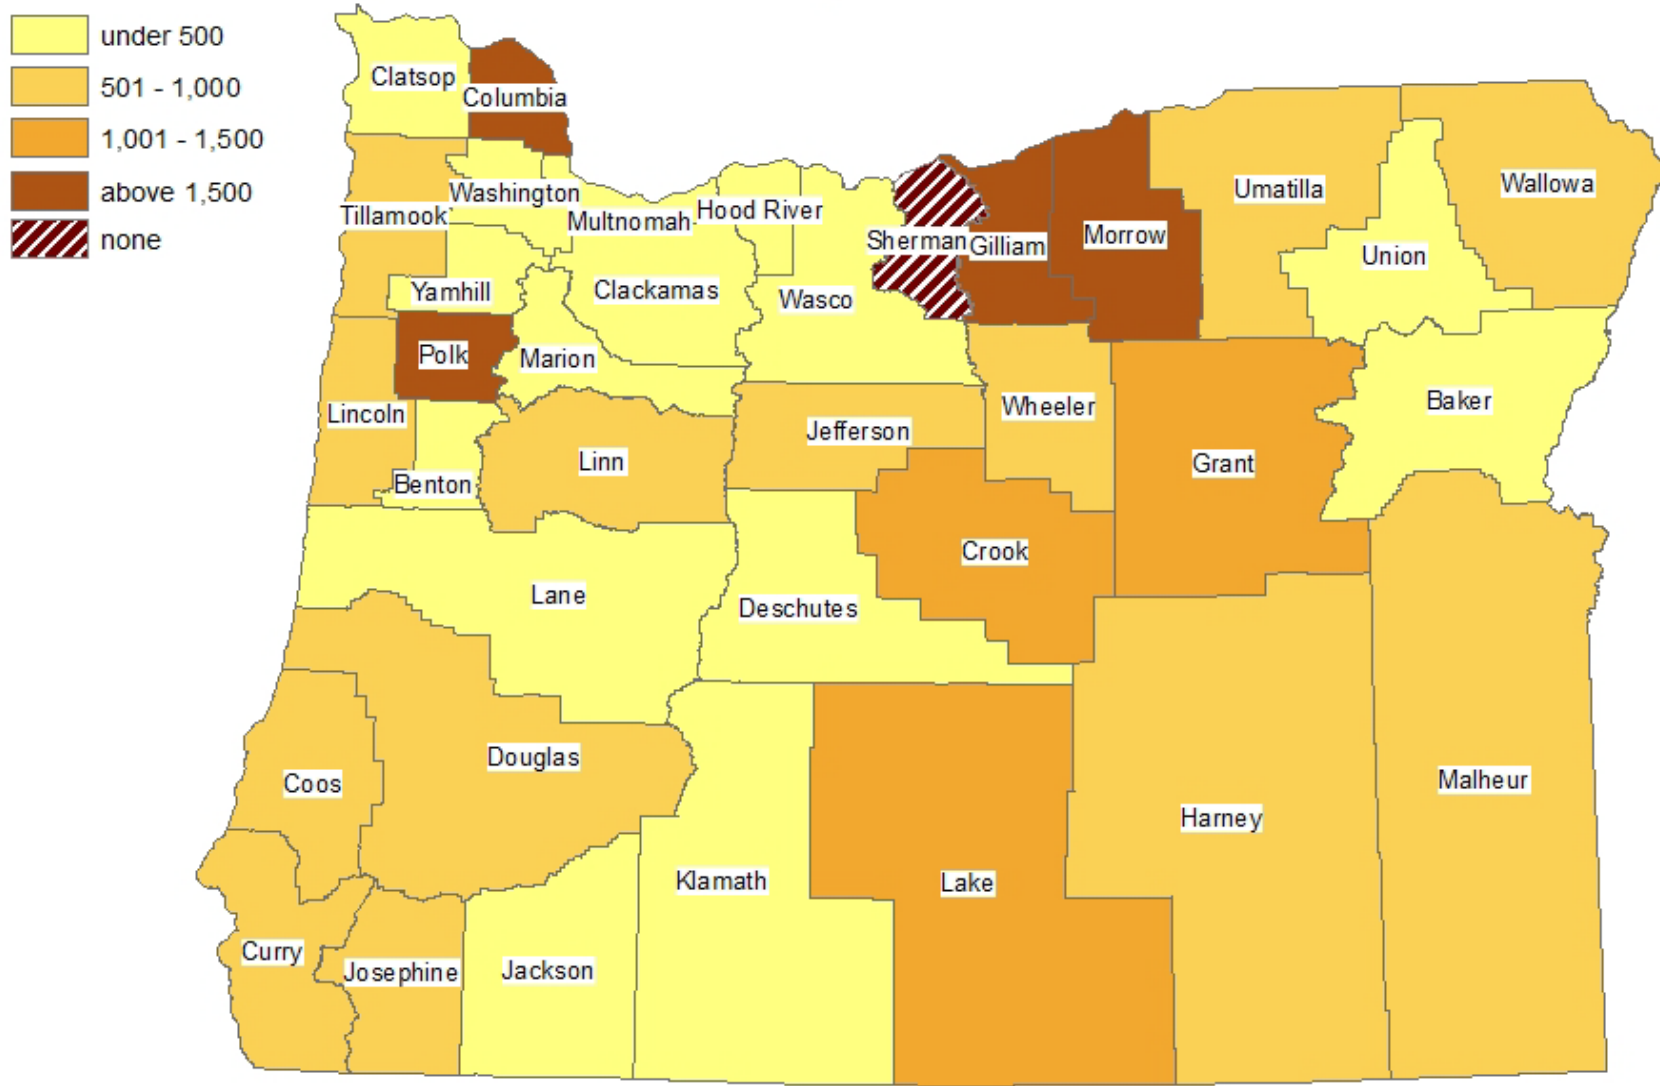 under 500
501 - 1,000
1,001 - 1,500
above 1,500
none
Clatsop
Columbia
Washington
Tillamook
Multnomah
Hood River
Sherman
Gilliam
Morrow
Umatilla
Wallowa
Union
Yamhill
Clackamas
Wasco
Polk
Marion
Lincoln
Jefferson
Wheeler
Baker
Benton
Linn
Grant
Crook
Lane
Deschutes
Coos
Douglas
Malheur
Harney
Klamath
Lake
Curry
Josephine
Jackson